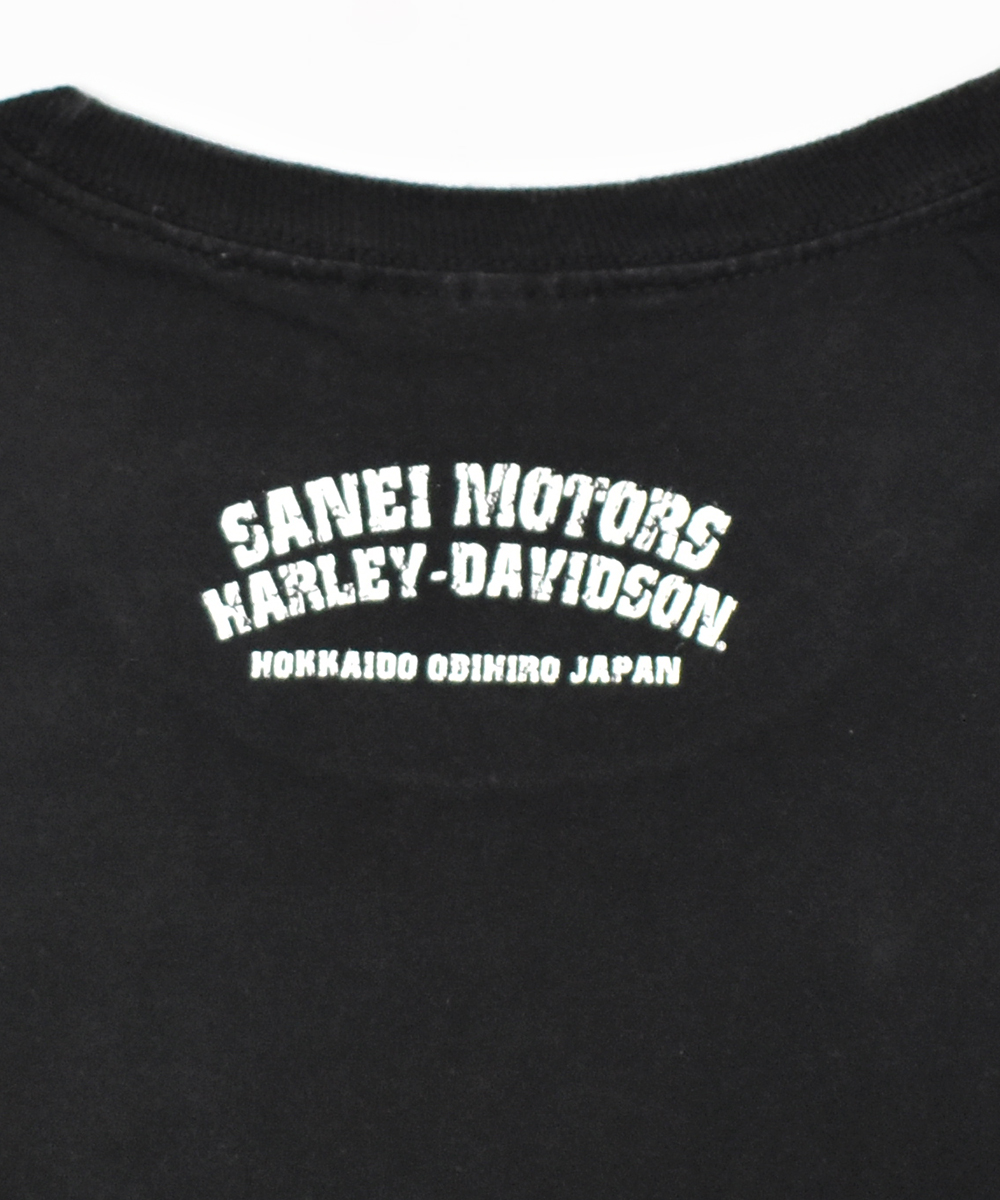 SANEI MOTORS
HARLEY-DAVIDSON.
HOKKAIDO OBIHIRO JAPAN